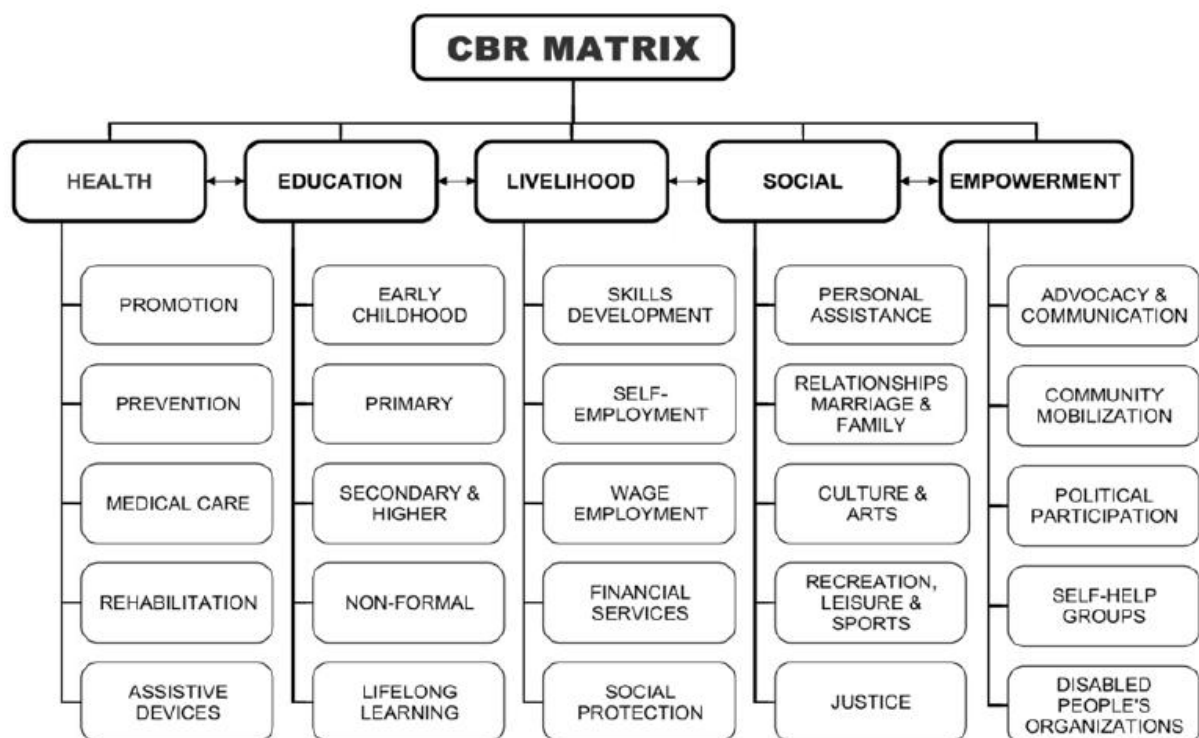 CBR MATRIX
HEALTH
EDUCATION
LIVELIHOOD
SOCIAL
EMPOWERMENT
PROMOTION
PREVENTION
MEDICAL CARE
REHABILITATION
ASSISTIVE
DEVICES
EARLY
CHILDHOOD
PRIMARY
SECONDARY &
HIGHER
NON-FORMAL
LIFELONG
LEARNING
SKILLS
DEVELOPMENT
SELF-
EMPLOYMENT
WAGE
EMPLOYMENT
FINANCIAL
SERVICES
SOCIAL
PROTECTION
PERSONAL
ASSISTANCE
RELATIONSHIPS
MARRIAGE &
FAMILY
CULTURE &
ARTS
RECREATION,
LEISURE &
SPORTS
JUSTICE
ADVOCACY &
COMMUNICATION
COMMUNITY
MOBILIZATION
POLITICAL
PARTICIPATION
SELF-HELP
GROUPS
DISABLED
PEOPLE'S
ORGANIZATIONS